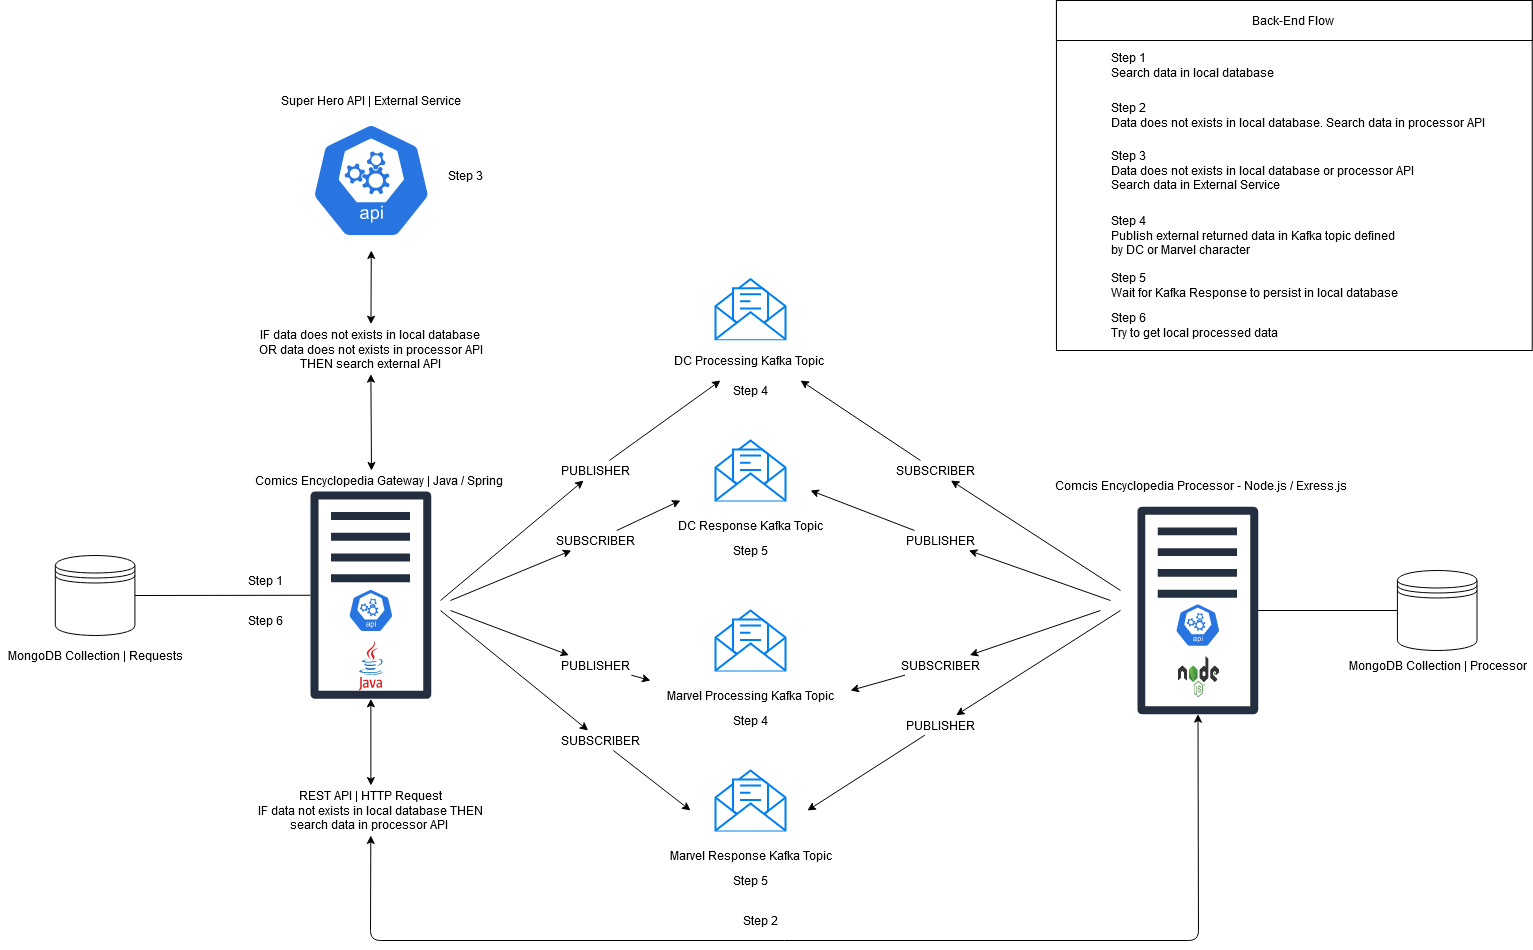 Back-End Flow
Step 1
Search data in local database
Step 2
Data does not exists in local database. Search data in processor API
Step 3
Data does not exists in local database or processor API
Search data in External Service
Step 4
Publish external returned data in Kafka topic defined
by DC or Marvel character
Step 5
Wait for Kafka Response to persist in local database
Step 6
Try to get local processed data
Super Hero API | External Service
api
Step 3
IF data does not exists in local database
OR data does not exists in processor API
THEN search external API
Comics Encyclopedia Gateway | Java / Spring
api
Java
Step 1
Step 6
MongoDB Collection | Requests
REST API | HTTP Request
IF data not exists in local database THEN
search data in processor API
DC Processing Kafka Topic
Step 4
PUBLISHER
SUBSCRIBER
DC Response Kafka Topic
Step 5
SUBSCRIBER
PUBLISHER
Marvel Processing Kafka Topic
Step 4
PUBLISHER
SUBSCRIBER
Marvel Response Kafka Topic
Step 5
SUBSCRIBER
PUBLISHER
Step 2
Comcis Encyclopedia Processor - Node.js / Exress.js
api
node
JS
MongoDB Collection | Processor